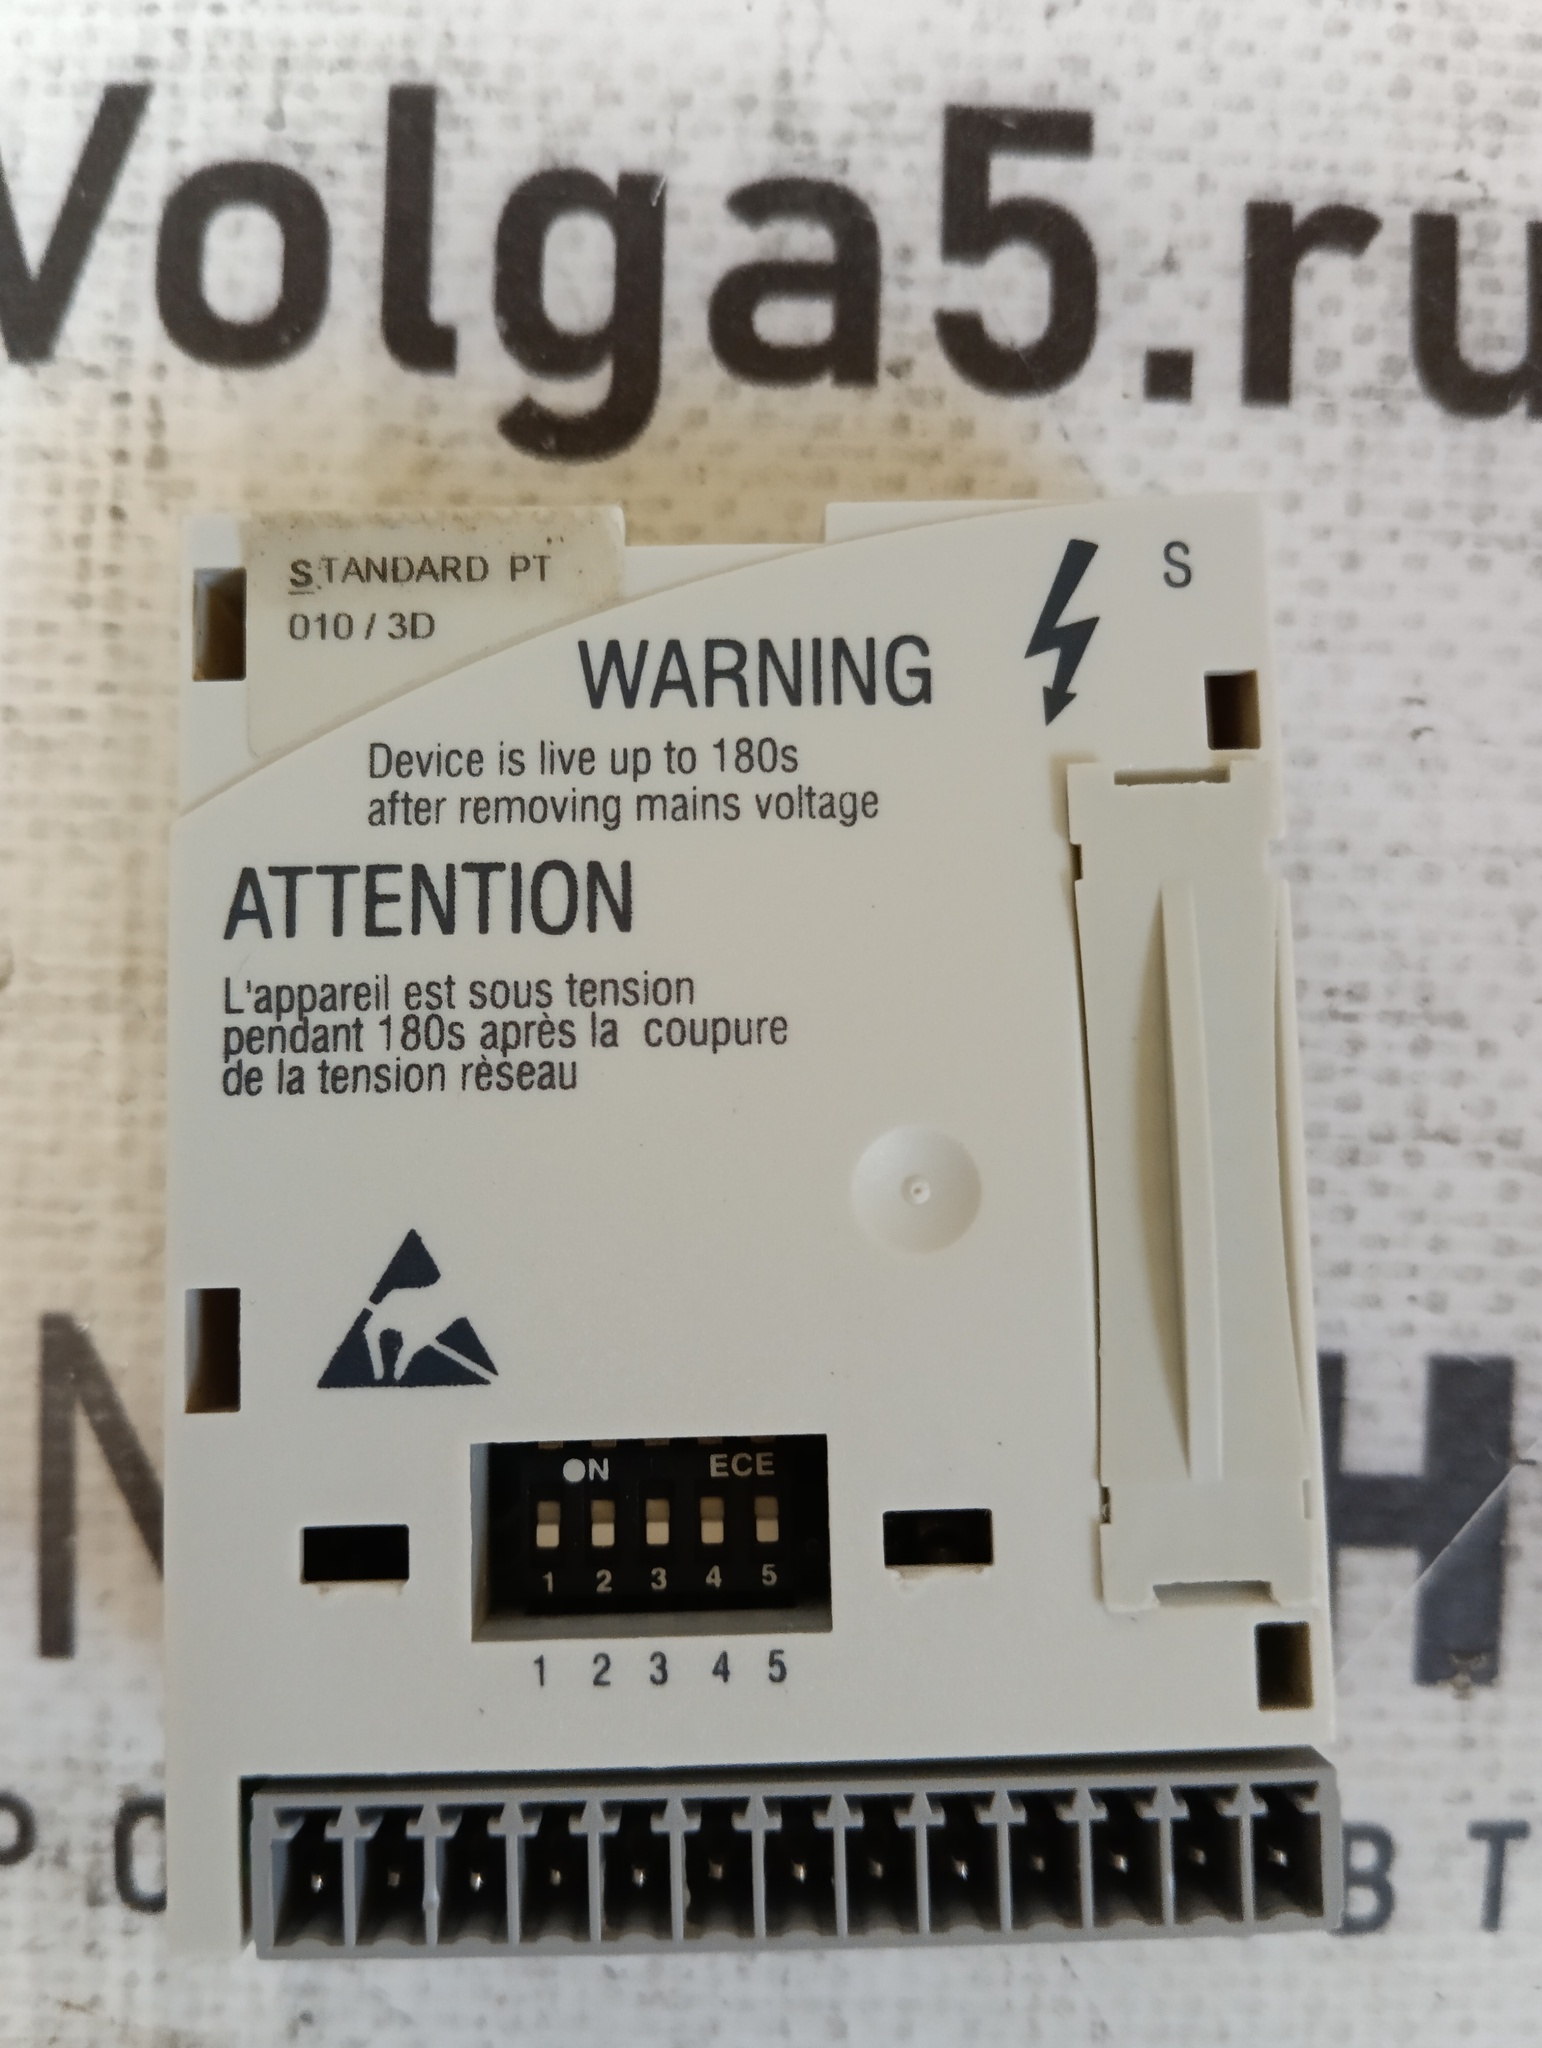 Volga5.ru
STANDARD PT
010 / 3D
S
WARNING
Device is live up to 180s
after removing mains voltage
ATTENTION
L'appareil est sous tension
pendant 180s après la coupure
de la tension rèseau
ON ECE
1 2 3 4 5
1 2 3 4 5